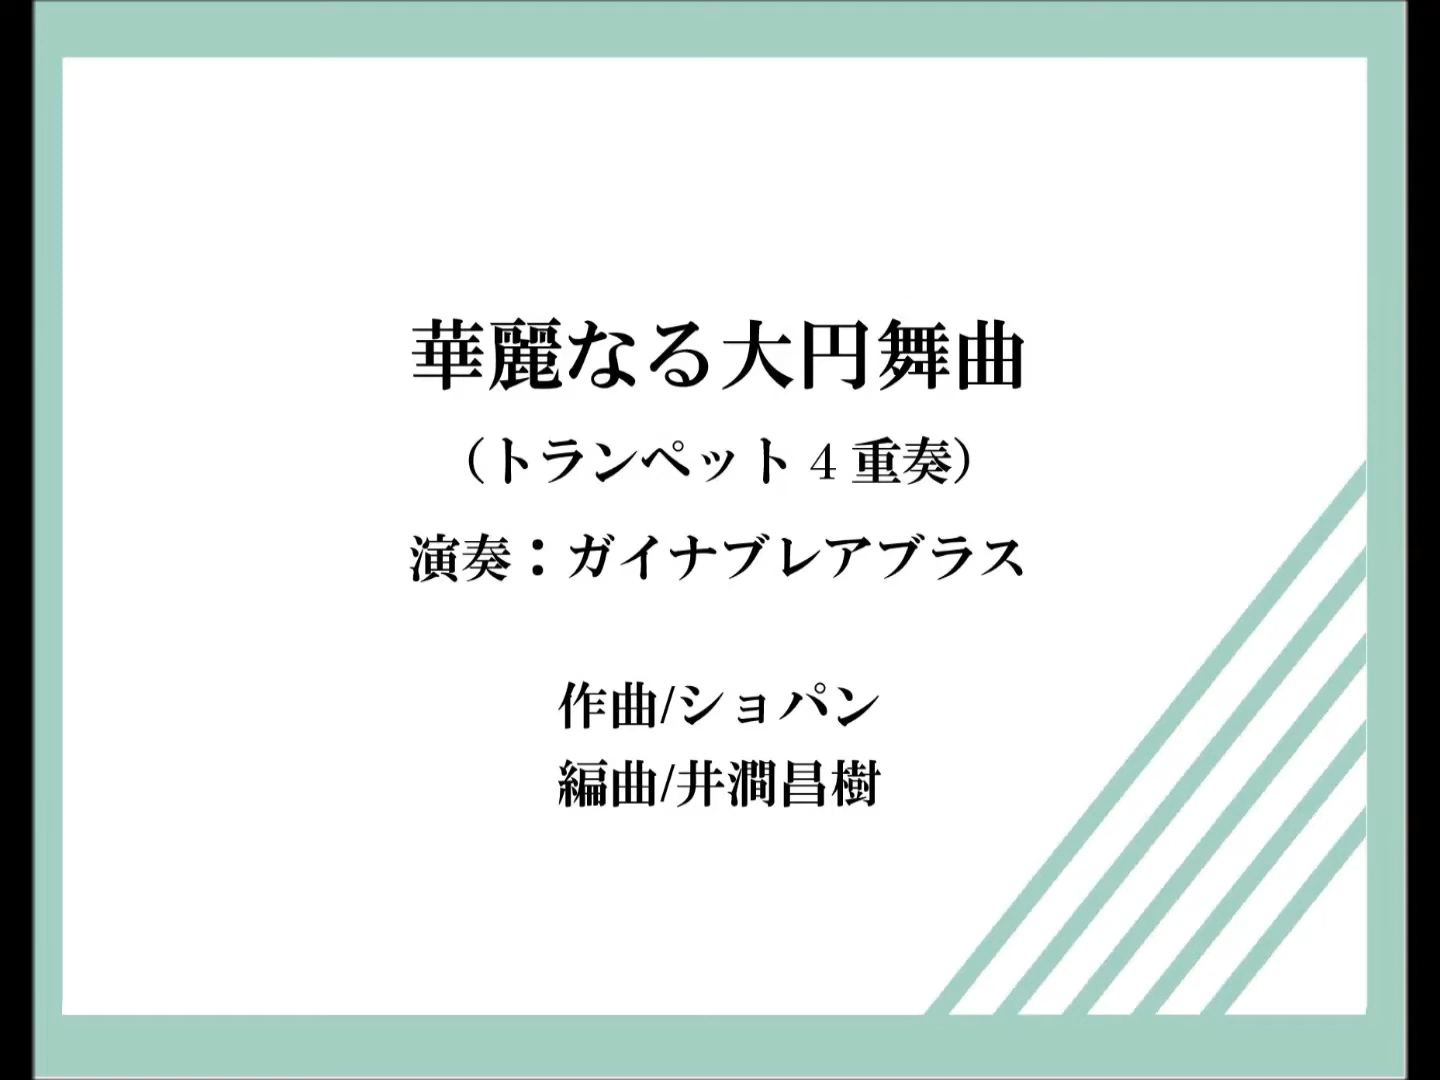 華麗なる大円舞曲
（トランペット 4 重奏）
演奏：ガイナブレアブラス
作曲/ショパン
編曲/井澗昌樹